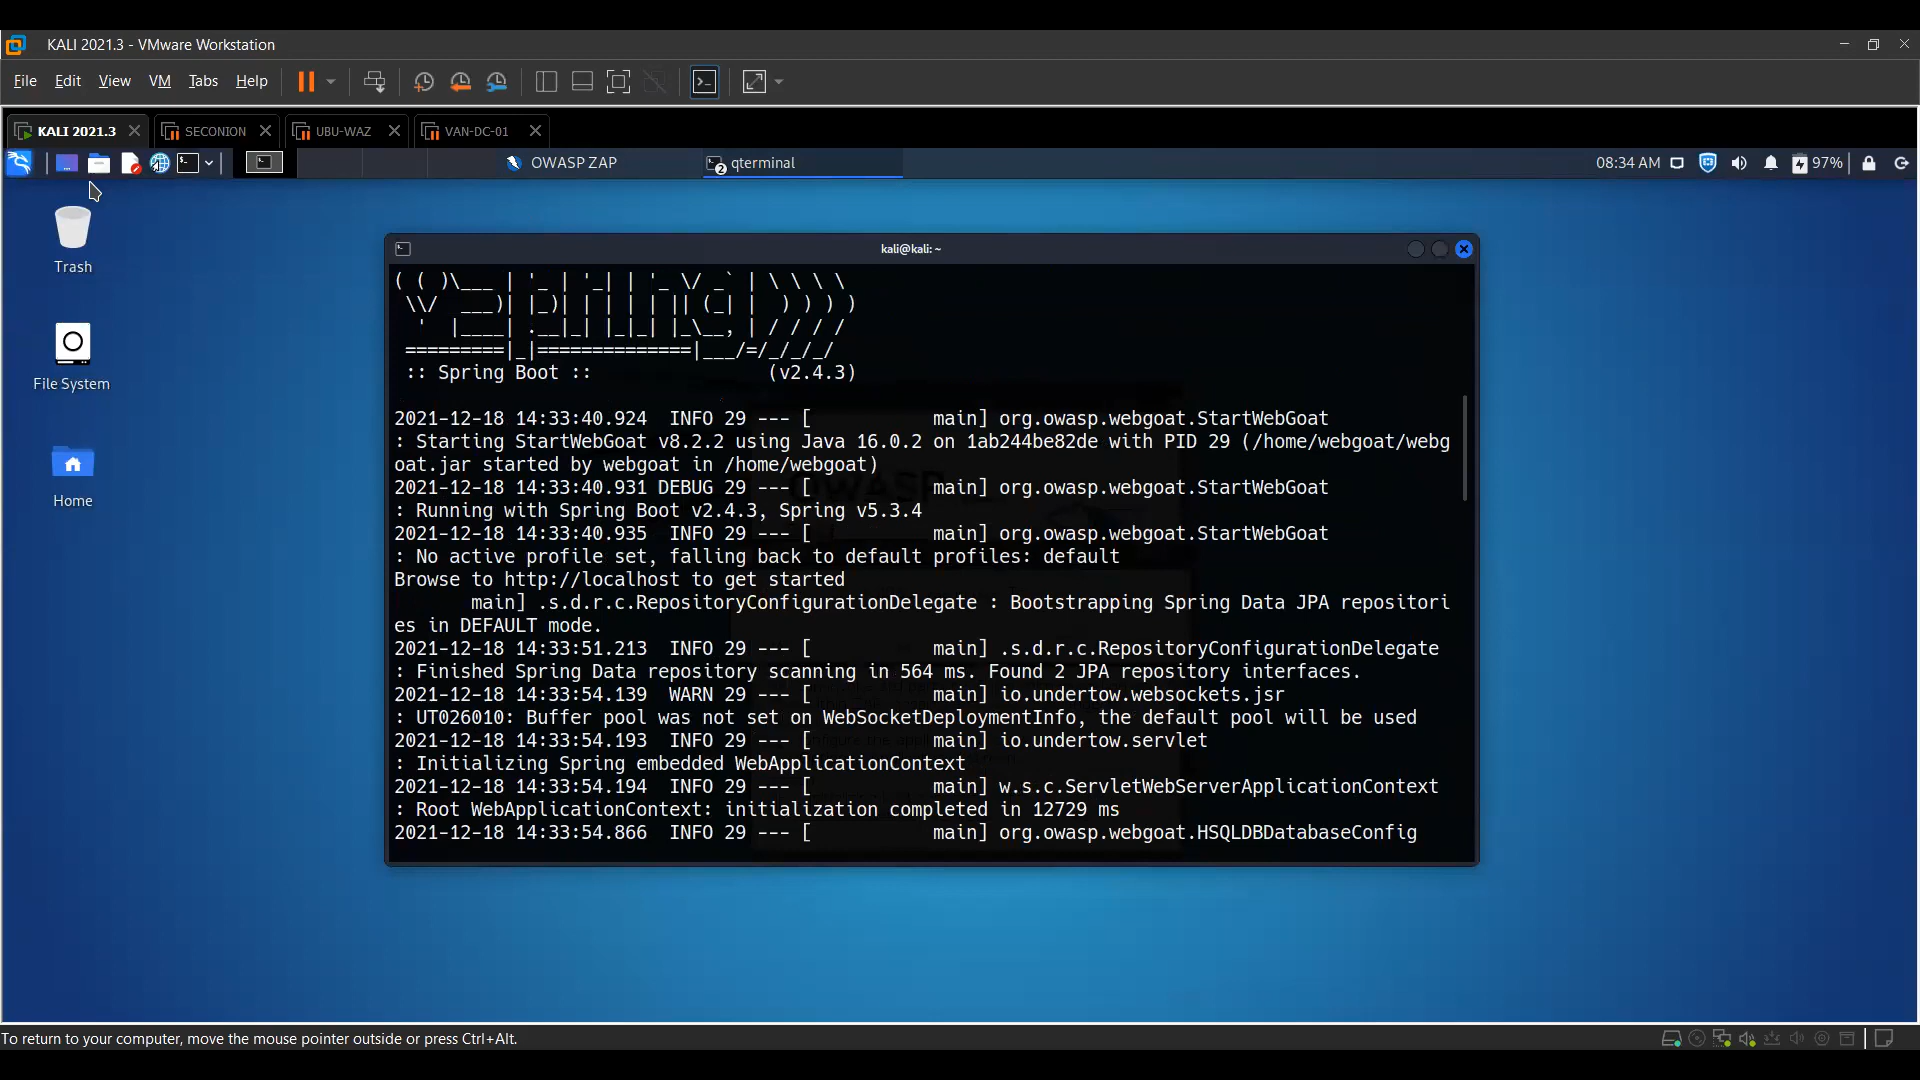 KALI 2021.3 - VMware Workstation
File Edit View VM Tabs Help
KALI 2021.3 SECONION UBU-WAZ VAN-DC-01
OWASP ZAP 2 qterminal 08:34 AM 97%
Trash
File System
Home
kali@kali: ~
( ( )\___ | '_ | '_| | '_ \/ _` | \ \ \ \
 \\/  ___)| |_)| | | | | || (_| |  ) ) ) )
  '  |____| .__|_| |_|_| |_\__, | / / / /
 =========|_|==============|___/=/_/_/_/
 :: Spring Boot ::                (v2.4.3)
2021-12-18 14:33:40.924  INFO 29 --- [           main] org.owasp.webgoat.StartWebGoat
: Starting StartWebGoat v8.2.2 using Java 16.0.2 on 1ab244be82de with PID 29 (/home/webgoat/webg
oat.jar started by webgoat in /home/webgoat)
2021-12-18 14:33:40.931 DEBUG 29 --- [           main] org.owasp.webgoat.StartWebGoat
: Running with Spring Boot v2.4.3, Spring v5.3.4
2021-12-18 14:33:40.935  INFO 29 --- [           main] org.owasp.webgoat.StartWebGoat
: No active profile set, falling back to default profiles: default
Browse to http://localhost to get started
       main] .s.d.r.c.RepositoryConfigurationDelegate : Bootstrapping Spring Data JPA repositori
es in DEFAULT mode.
2021-12-18 14:33:51.213  INFO 29 --- [           main] .s.d.r.c.RepositoryConfigurationDelegate
: Finished Spring Data repository scanning in 564 ms. Found 2 JPA repository interfaces.
2021-12-18 14:33:54.139  WARN 29 --- [           main] io.undertow.websockets.jsr
: UT026010: Buffer pool was not set on WebSocketDeploymentInfo, the default pool will be used
2021-12-18 14:33:54.193  INFO 29 --- [           main] io.undertow.servlet
: Initializing Spring embedded WebApplicationContext
2021-12-18 14:33:54.194  INFO 29 --- [           main] w.s.c.ServletWebServerApplicationContext
: Root WebApplicationContext: initialization completed in 12729 ms
2021-12-18 14:33:54.866  INFO 29 --- [           main] org.owasp.webgoat.HSQLDBDatabaseConfig
To return to your computer, move the mouse pointer outside or press Ctrl+Alt.